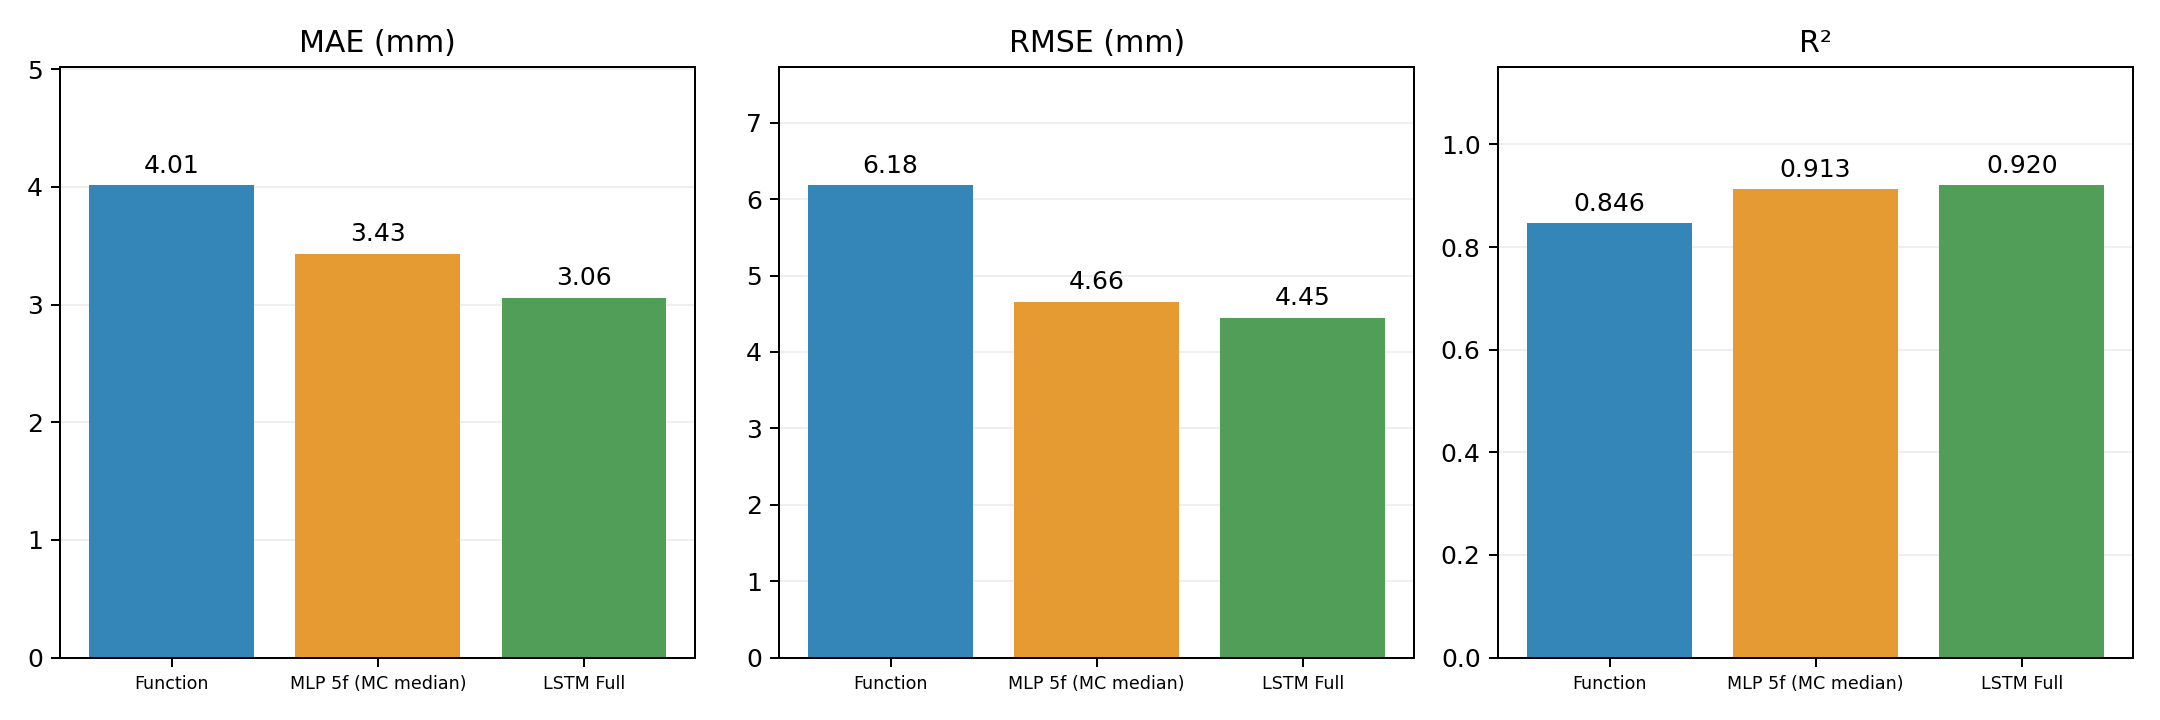 MAE (mm)
5
4
3
2
1
0
4.01
3.43
3.06
Function
MLP 5f (MC median)
LSTM Full
RMSE (mm)
7
6
5
4
3
2
1
0
6.18
4.66
4.45
Function
MLP 5f (MC median)
LSTM Full
R²
1.0
0.8
0.6
0.4
0.2
0.0
0.846
0.913
0.920
Function
MLP 5f (MC median)
LSTM Full